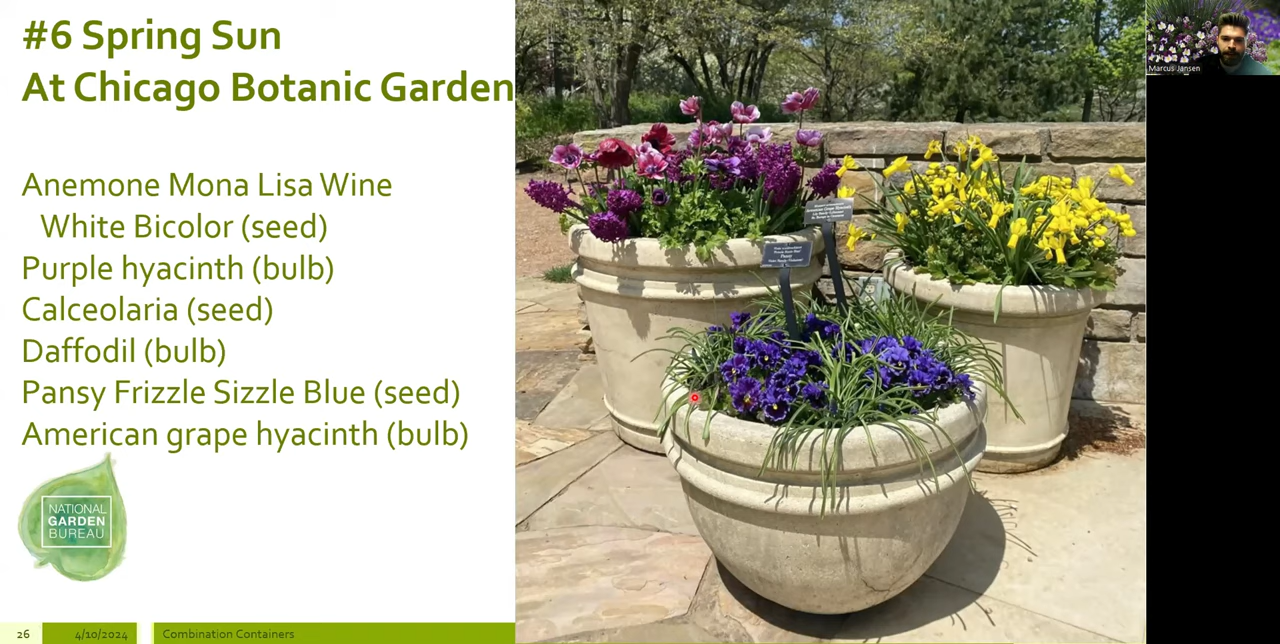 #6 Spring Sun
At Chicago Botanic Garden
Anemone Mona Lisa Wine
White Bicolor (seed)
Purple hyacinth (bulb)
Calceolaria (seed)
Daffodil (bulb)
Pansy Frizzle Sizzle Blue (seed)
American grape hyacinth (bulb)
NATIONAL
GARDEN
BUREAU
26
4/10/2024
Combination Containers
Marcus Jansen